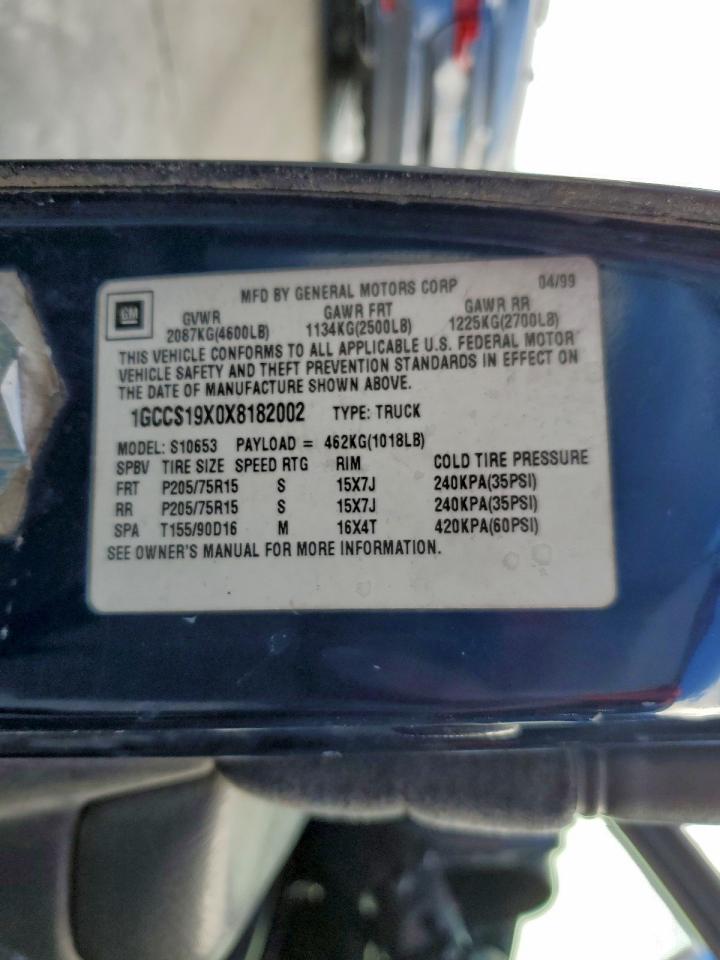 GM
MFD BY GENERAL MOTORS CORP 04/99
GVWR GAWR FRT GAWR RR
2087KG(4600LB) 1134KG(2500LB) 1225KG(2700LB)
THIS VEHICLE CONFORMS TO ALL APPLICABLE U.S. FEDERAL MOTOR
VEHICLE SAFETY AND THEFT PREVENTION STANDARDS IN EFFECT ON
THE DATE OF MANUFACTURE SHOWN ABOVE.
1GCCS19X0X8182002 TYPE: TRUCK
MODEL: S10653 PAYLOAD = 462KG(1018LB)
SPBV TIRE SIZE SPEED RTG RIM COLD TIRE PRESSURE
FRT P205/75R15 S 15X7J 240KPA(35PSI)
RR P205/75R15 S 15X7J 240KPA(35PSI)
SPA T155/90D16 M 16X4T 420KPA(60PSI)
SEE OWNER'S MANUAL FOR MORE INFORMATION.